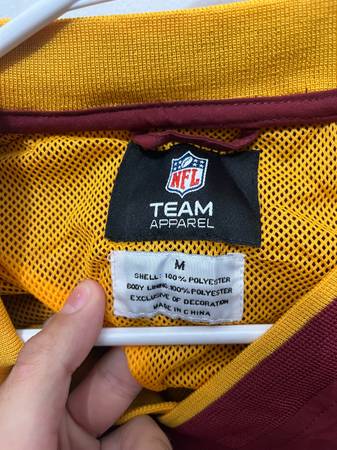 NFL
TEAM
APPAREL
M
SHELL: 100% POLYESTER
BODY LINING: 100% POLYESTER
EXCLUSIVE OF DECORATION
MADE IN CHINA